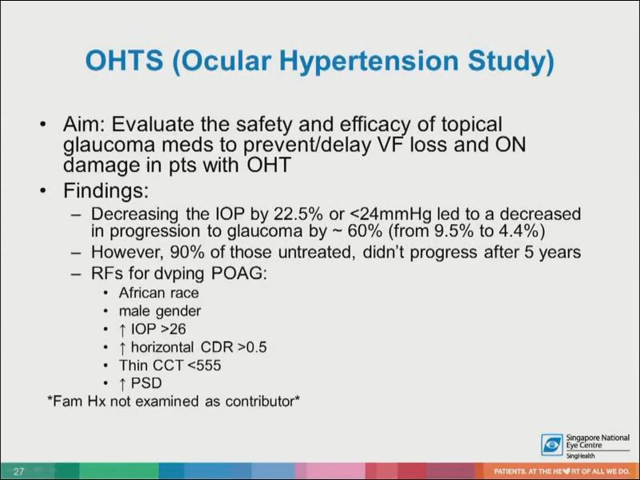 OHTS (Ocular Hypertension Study)
• Aim: Evaluate the safety and efficacy of topical
glaucoma meds to prevent/delay VF loss and ON
damage in pts with OHT
• Findings:
– Decreasing the IOP by 22.5% or <24mmHg led to a decreased
in progression to glaucoma by ~ 60% (from 9.5% to 4.4%)
– However, 90% of those untreated, didn't progress after 5 years
– RFs for dvping POAG:
• African race
• male gender
• ↑ IOP >26
• ↑ horizontal CDR >0.5
• Thin CCT <555
• ↑ PSD
*Fam Hx not examined as contributor*
Singapore National
Eye Centre
SingHealth
27
PATIENTS. AT THE HE♥RT OF ALL WE DO.